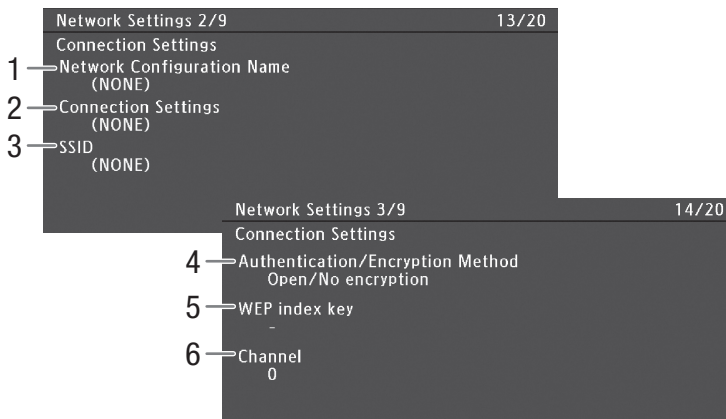 Network Settings 2/9 13/20
Connection Settings
1 Network Configuration Name
(NONE)
2 Connection Settings
(NONE)
3 SSID
(NONE)
Network Settings 3/9 14/20
Connection Settings
4 Authentication/Encryption Method
Open/No encryption
5 WEP index key
-
6 Channel
0